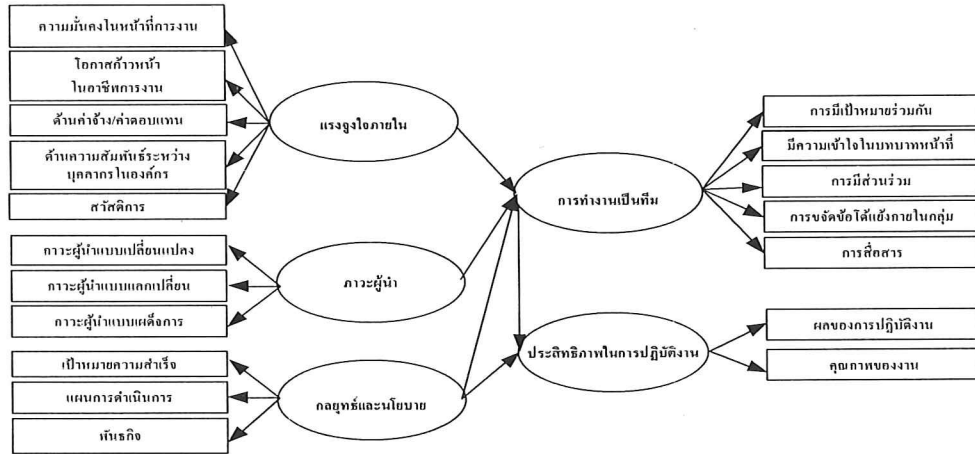 ความมั่นคงในหน้าที่การงาน
โอกาสก้าวหน้า
ในอาชีพการงาน
ด้านค่าจ้าง/ค่าตอบแทน
ด้านความสัมพันธ์ระหว่าง
บุคลากรในองค์กร
สวัสดิการ
แรงจูงใจภายใน
ภาวะผู้นำแบบเปลี่ยนแปลง
ภาวะผู้นำแบบแลกเปลี่ยน
ภาวะผู้นำแบบเผด็จการ
ภาวะผู้นำ
เป้าหมายความสำเร็จ
แผนการดำเนินการ
พันธกิจ
กลยุทธ์และนโยบาย
การทำงานเป็นทีม
การมีเป้าหมายร่วมกัน
มีความเข้าใจในบทบาทหน้าที่
การมีส่วนร่วม
การขจัดข้อโต้แย้งภายในกลุ่ม
การสื่อสาร
ประสิทธิภาพในการปฏิบัติงาน
ผลของการปฏิบัติงาน
คุณภาพของงาน